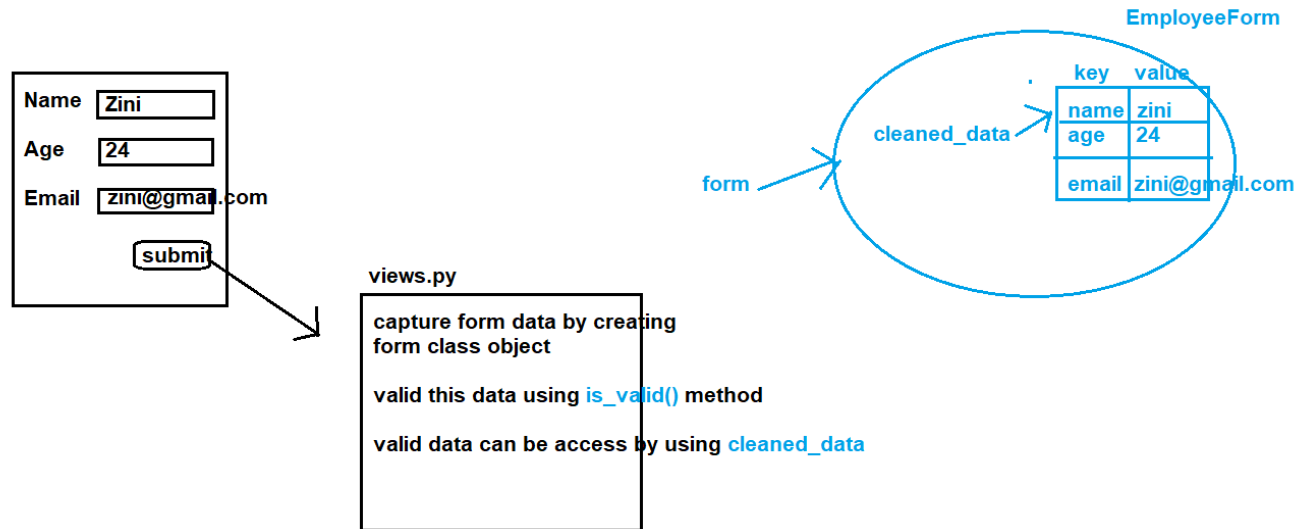 Name Zini
Age 24
Email zini@gmail.com
submit
views.py
capture form data by creating
form class object
valid this data using is_valid() method
valid data can be access by using cleaned_data
EmployeeForm
key value
name zini
cleaned_data
age 24
form
email zini@gmail.com